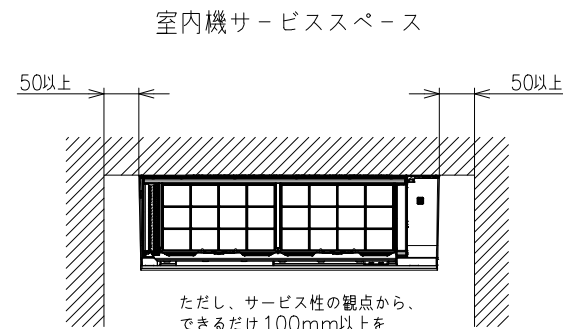 室内機サービススペース
50以上
50以上
ただし、サービス性の観点から、
できるだけ100mm以上を